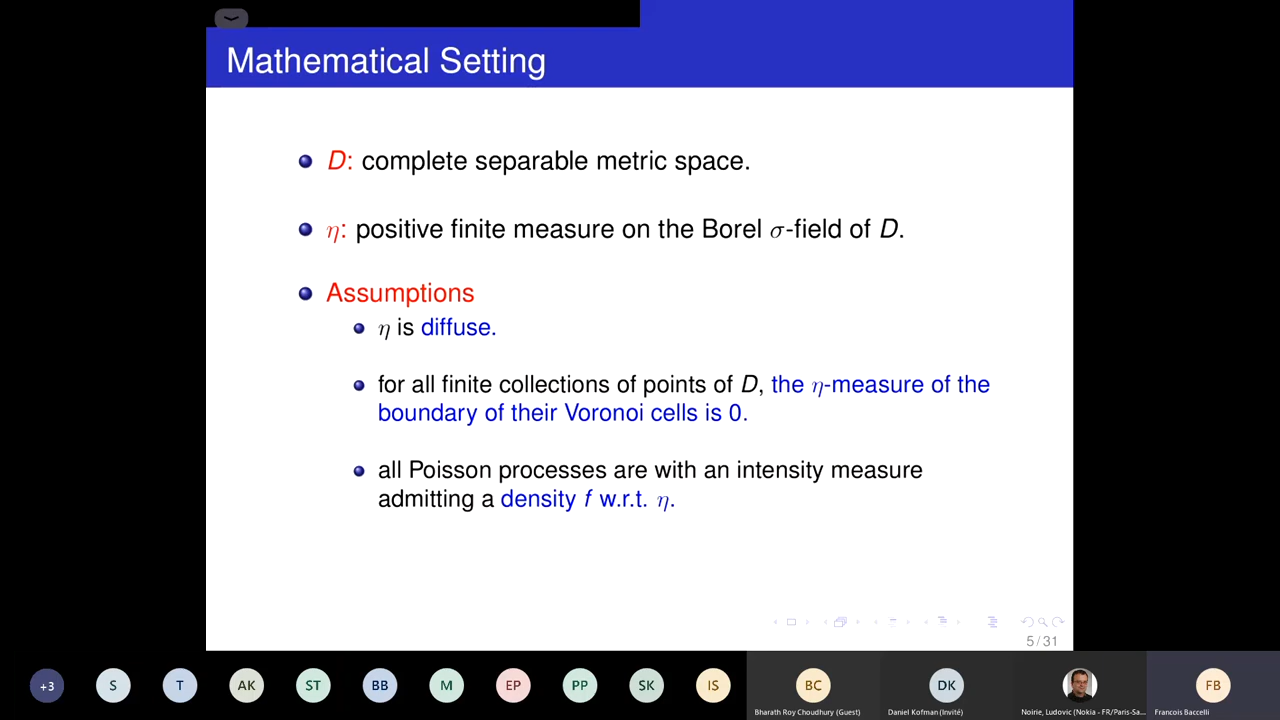 Mathematical Setting
D: complete separable metric space.
η: positive finite measure on the Borel σ-field of D.
Assumptions
η is diffuse.
for all finite collections of points of D, the η-measure of the
boundary of their Voronoi cells is 0.
all Poisson processes are with an intensity measure
admitting a density f w.r.t. η.
5 / 31
+3 S T AK ST BB M EP PP SK IS BC DK FB
Bharath Roy Choudhury (Guest) Daniel Kofman (Invité) Noirie, Ludovic (Nokia - FR/Paris-Sa... Francois Baccelli